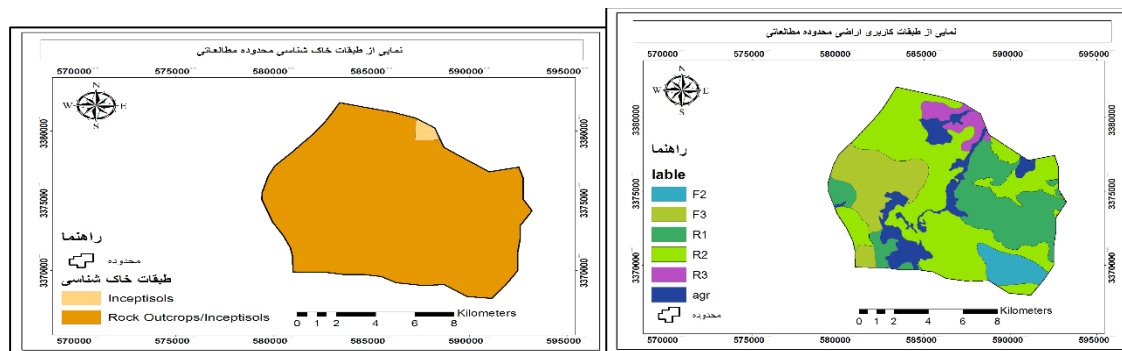 نمایی از طبقات خاک شناسی محدوده مطالعاتی
570000 575000 580000 585000 590000 595000
N
W E
S
3380000 3380000
3375000 3375000
3370000 3370000
راهنما
محدوده
طبقات خاک شناسی
Inceptisols
Rock Outcrops/Inceptisols
Kilometers
0 1 2 4 6 8
570000 575000 580000 585000 590000 595000
نمایی از طبقات کاربری اراضی محدوده مطالعاتی
570000 575000 580000 585000 590000 595000
N
W E
S
3380000 3380000
3375000 3375000
3370000 3370000
راهنما
lable
F2
F3
R1
R2
R3
agr
محدوده
Kilometers
0 1 2 4 6 8
570000 575000 580000 585000 590000 595000